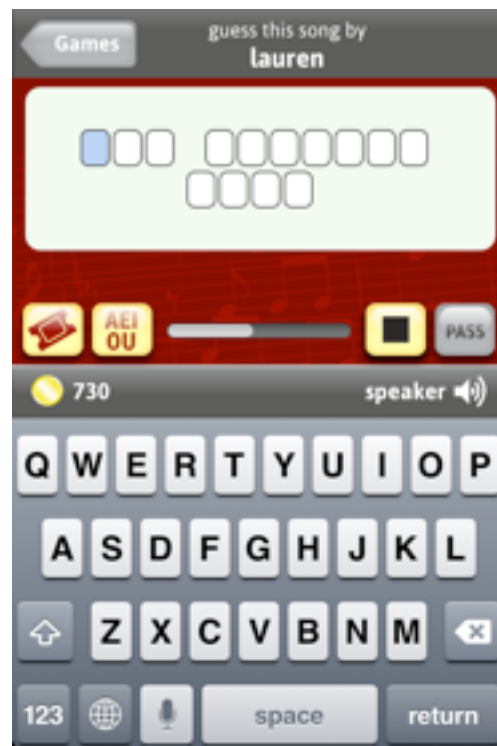 Games
guess this song by
lauren
AEI
OU
PASS
730
speaker
Q W E R T Y U I O P
A S D F G H J K L
Z X C V B N M
123
space
return